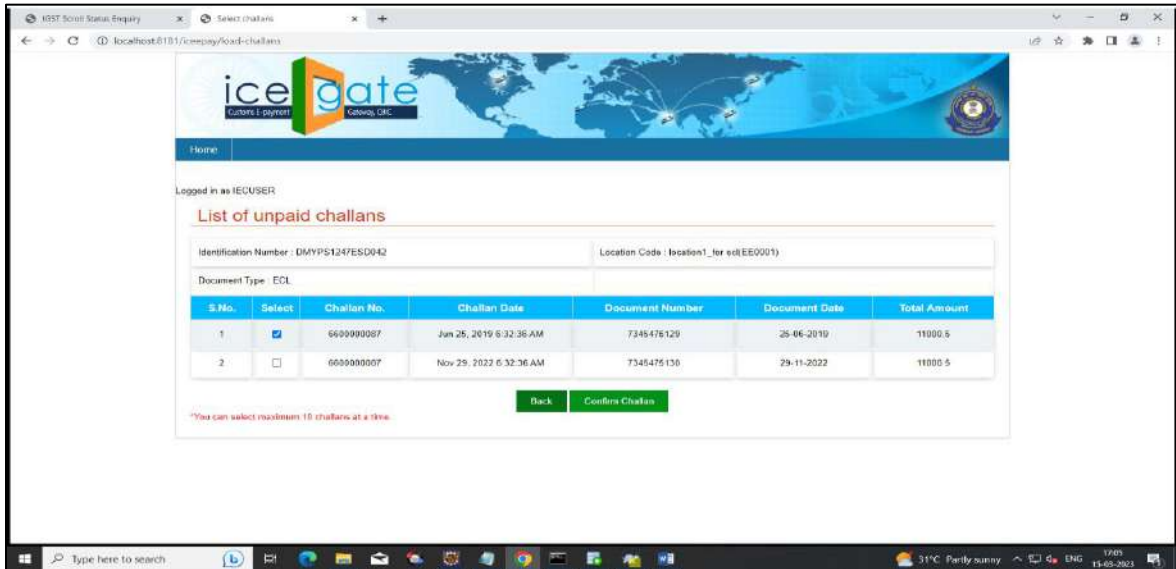 IGST Scroll Status Enquiry
Select challans
localhost:8181/iceepay/load-challans
ice gate
Customs E-payment Gateway, CBIC
Home
Logged in as IECUSER
List of unpaid challans
Identification Number : DMYPS1247ESD042 Location Code : location1_for ecl(EE0001)
Document Type : ECL
S.No. Select Challan No. Challan Date Document Number Document Date Total Amount
1 6600000087 Jun 25, 2019 6:32:36 AM 7345476129 25-06-2019 11000.5
2 6600000067 Nov 29, 2022 6:32:36 AM 7345475130 29-11-2022 11000.5
Back Confirm Challan
*You can select maximum 10 challans at a time
Type here to search
31°C Partly sunny ENG 17:05
15-03-2023